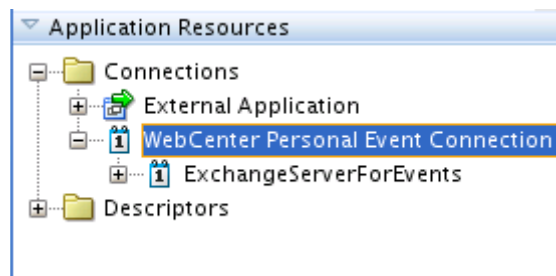 Application Resources
Connections
External Application
WebCenter Personal Event Connection
ExchangeServerForEvents
Descriptors